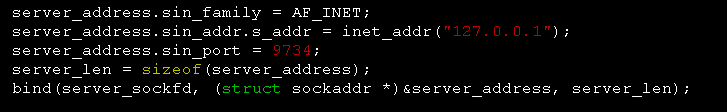 server_address.sin_family = AF_INET;
server_address.sin_addr.s_addr = inet_addr("127.0.0.1");
server_address.sin_port = 9734;
server_len = sizeof(server_address);
bind(server_sockfd, (struct sockaddr *)&server_address, server_len);